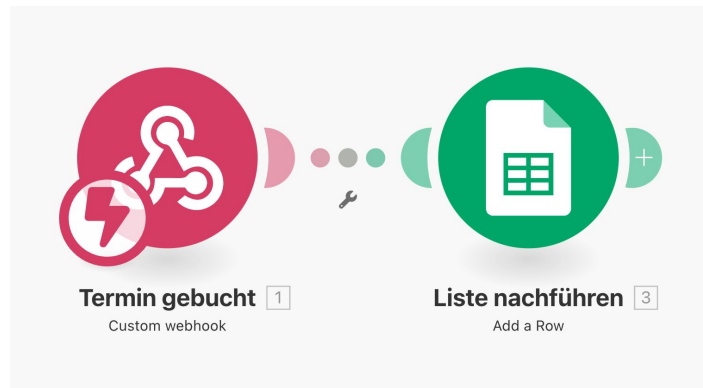 Termin gebucht 1
Custom webhook
Liste nachführen 3
Add a Row